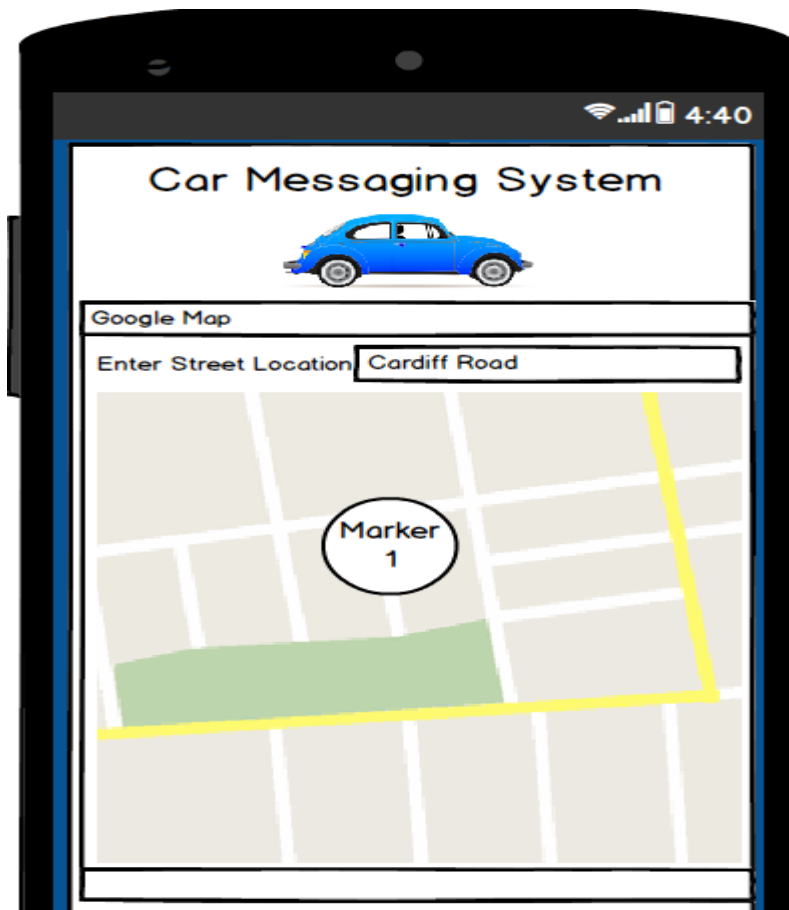 4:40
Car Messaging System
Google Map
Enter Street Location Cardiff Road
Marker
1